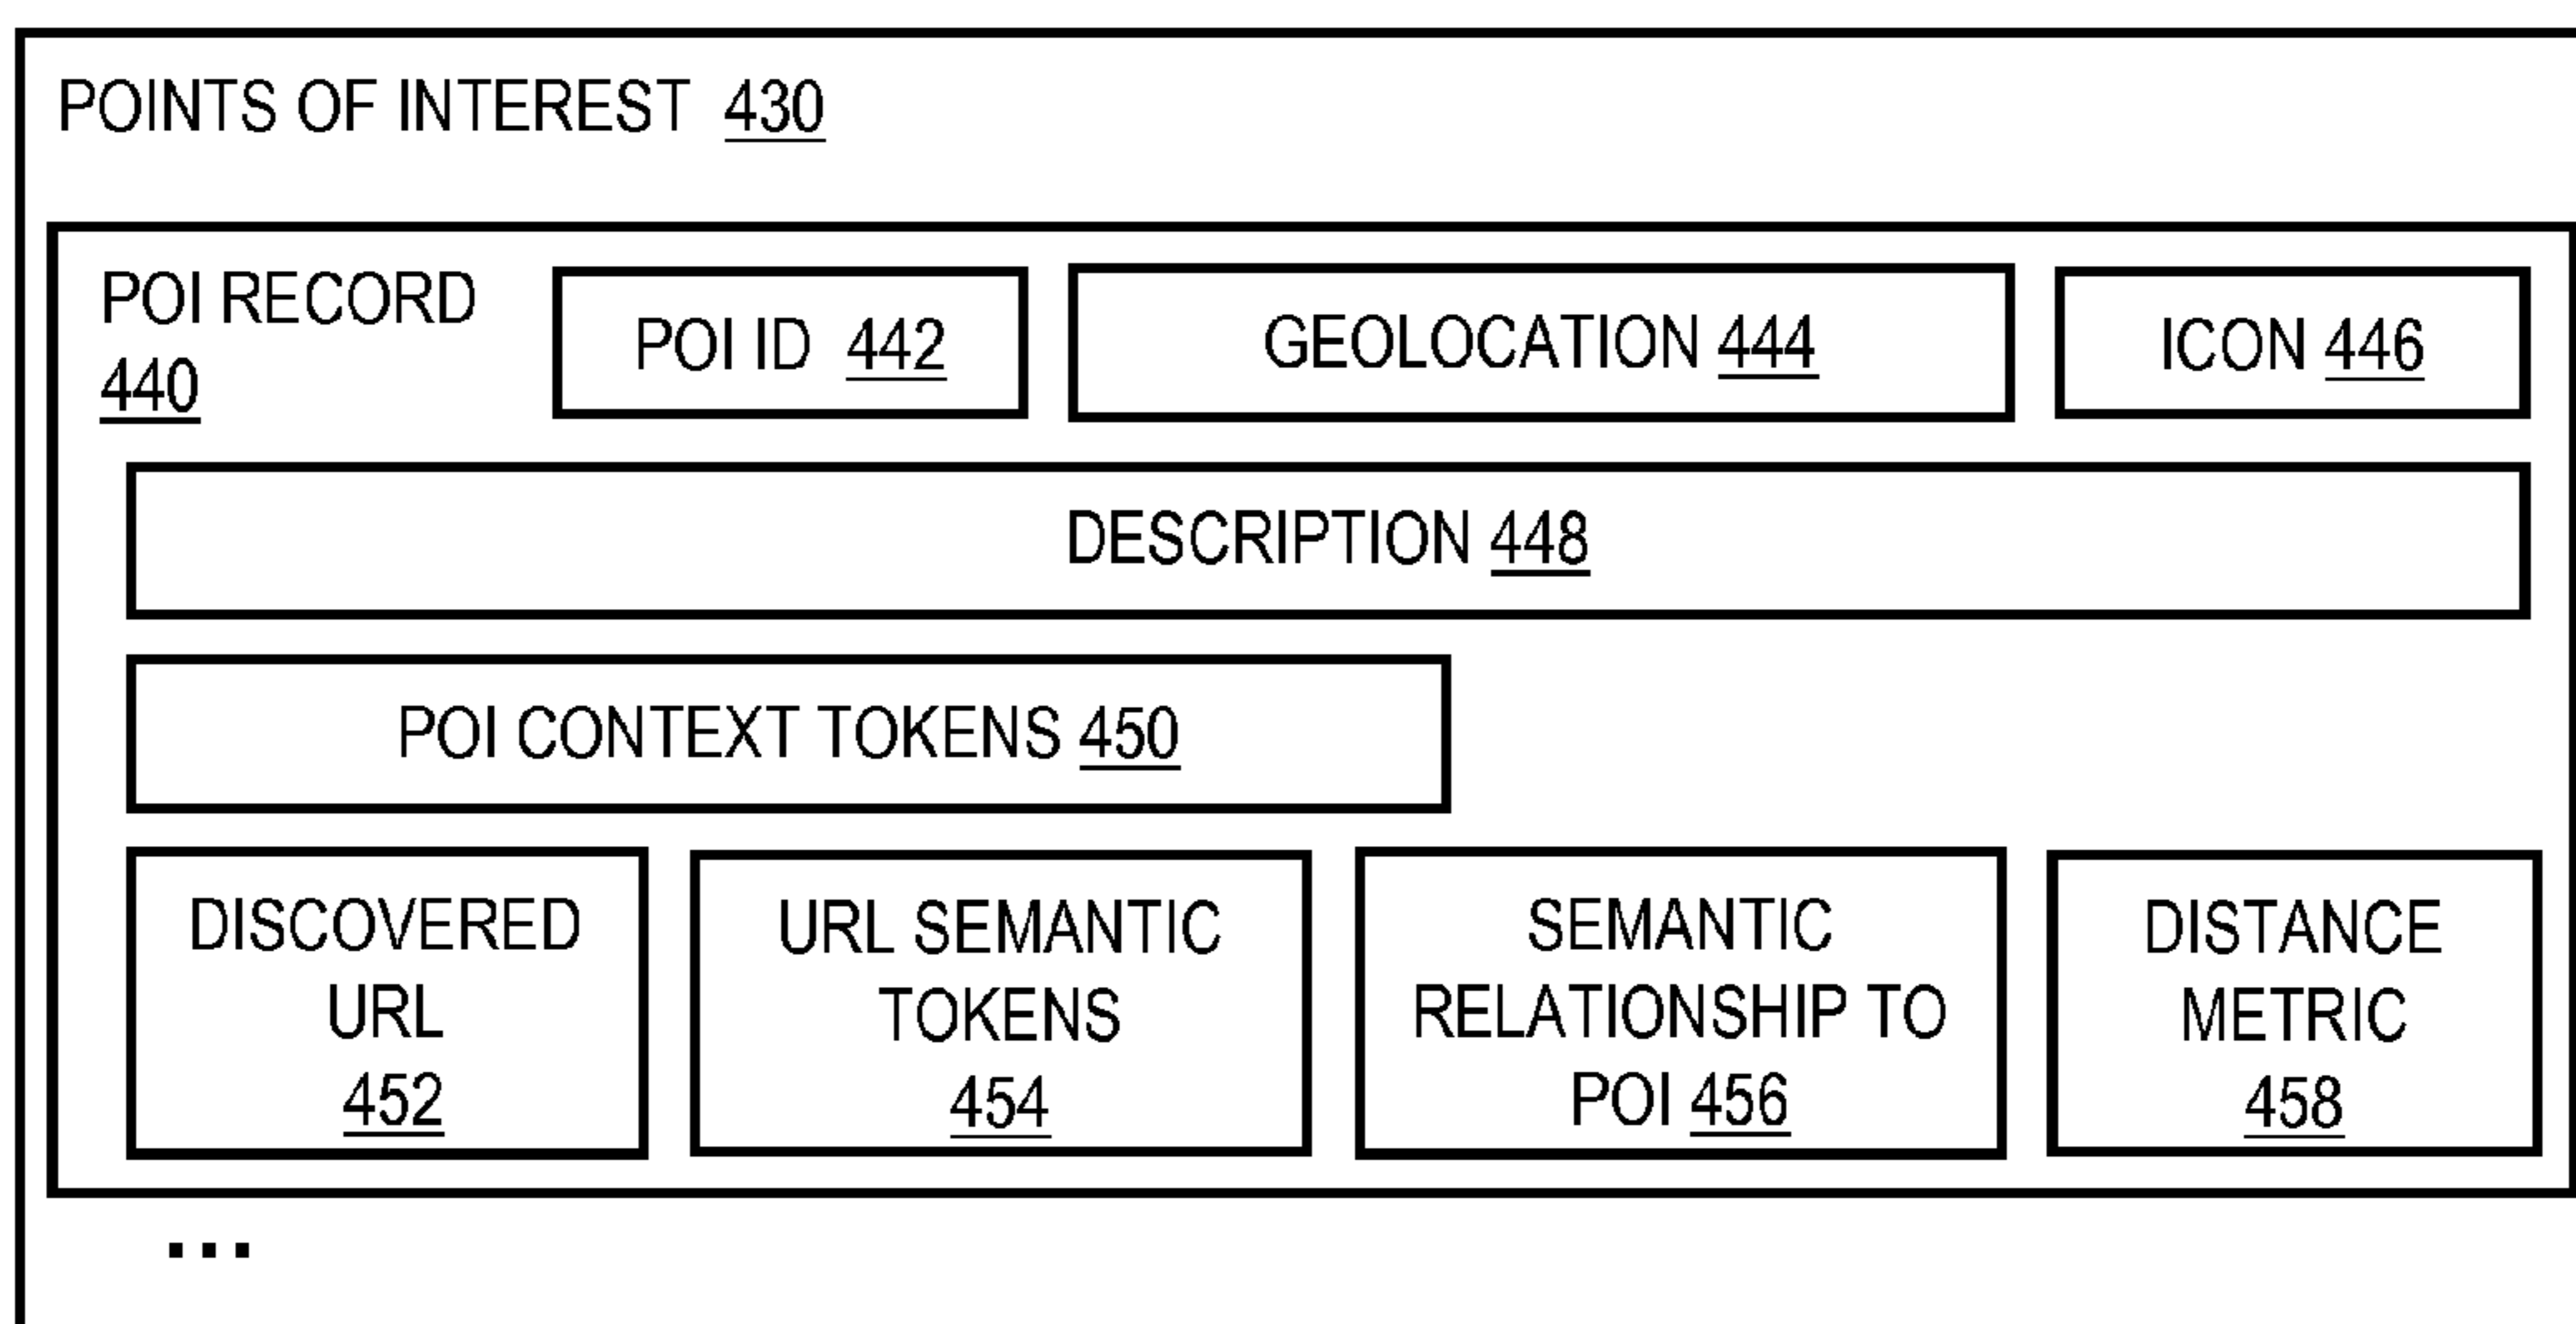 POINTS OF INTEREST 430
POI RECORD
440
POI ID 442
GEOLOCATION 444
ICON 446
DESCRIPTION 448
POI CONTEXT TOKENS 450
DISCOVERED
URL
452
URL SEMANTIC
TOKENS
454
SEMANTIC
RELATIONSHIP TO
POI 456
DISTANCE
METRIC
458
...